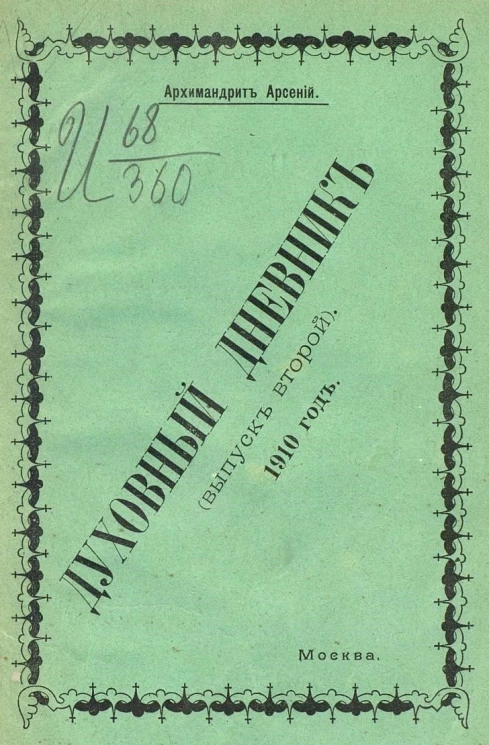 Архимандритъ Арсеній.
И 68
360
ДУХОВНЫЙ ДНЕВНИКЪ
(выпускъ второй).
1910 годъ.
Москва.